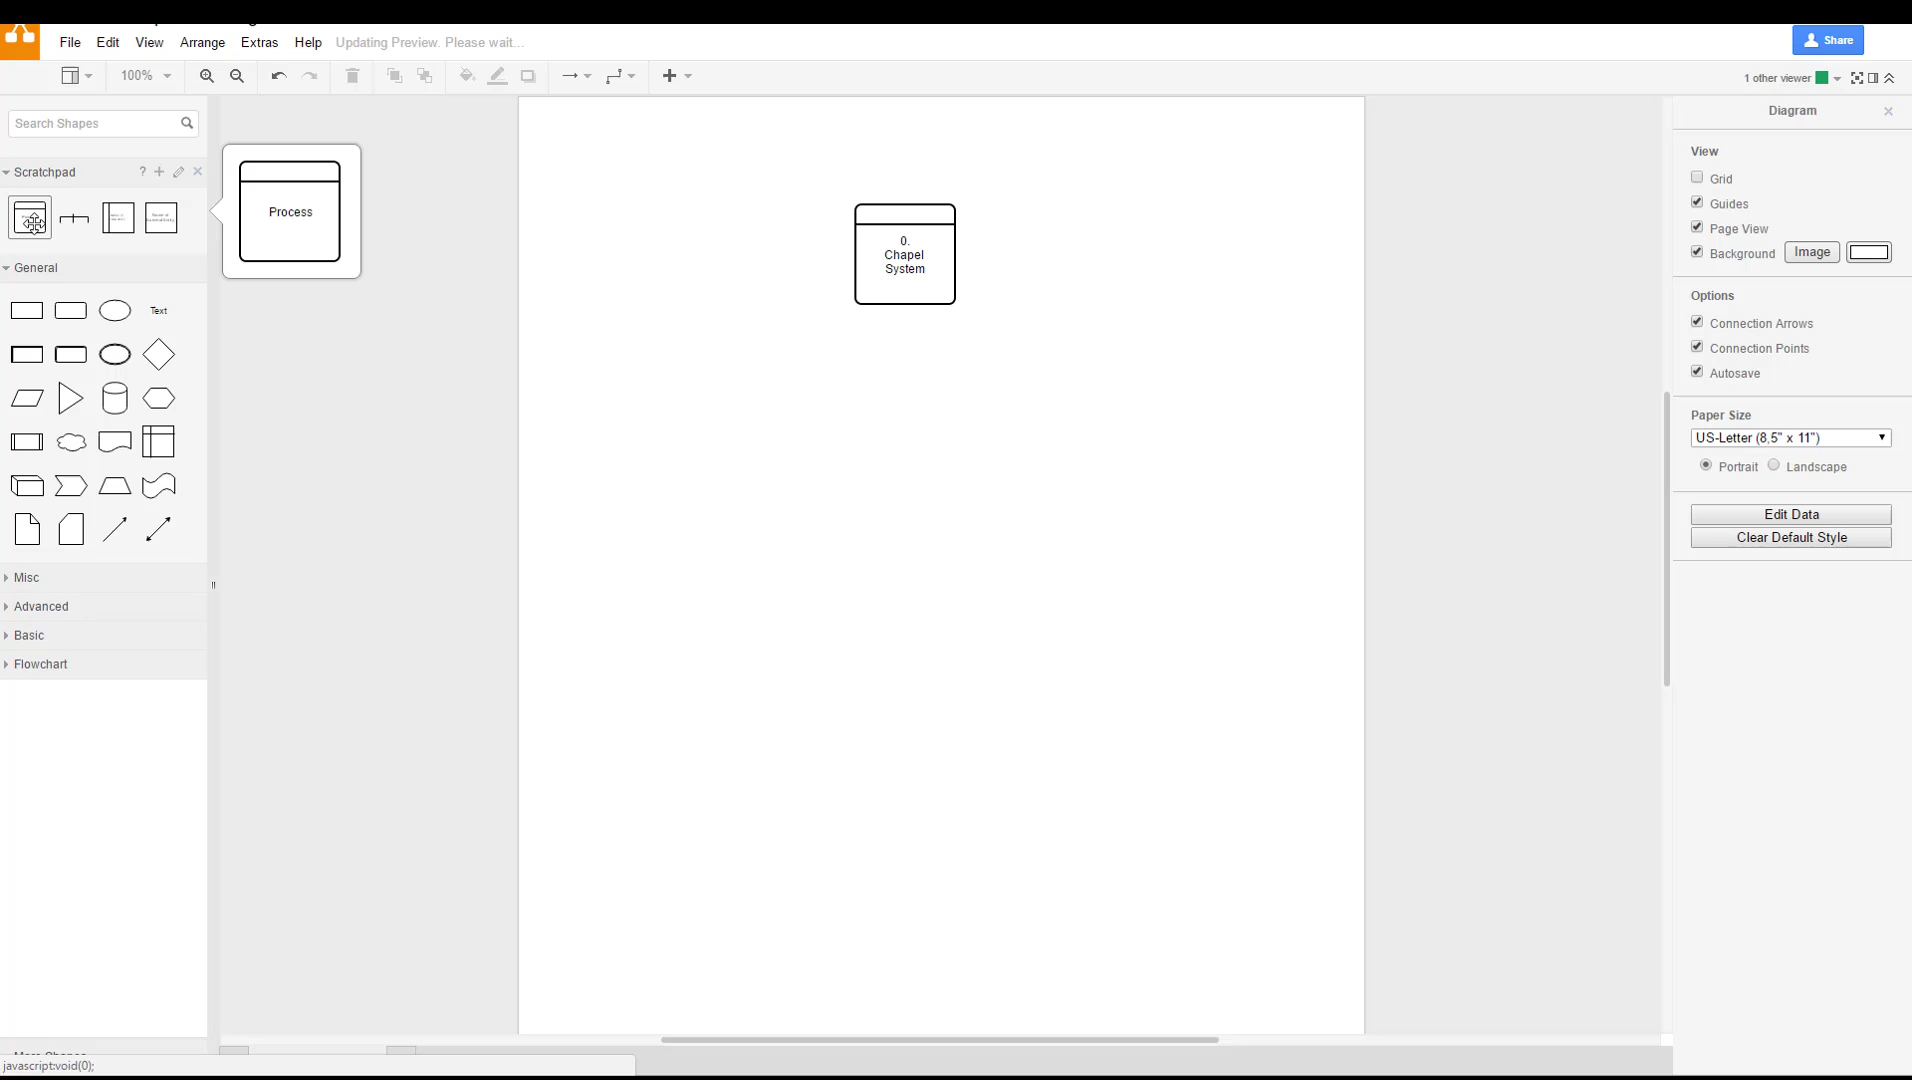 File Edit View Arrange Extras Help Updating Preview. Please wait...
Share
100%
1 other viewer
Search Shapes
Diagram
Scratchpad ?
View
Grid
Guides
Page View
Background Image
Process
0.
Chapel
System
General
Text
Options
Connection Arrows
Connection Points
Autosave
Paper Size
US-Letter (8,5" x 11")
Portrait Landscape
Edit Data
Clear Default Style
Misc
Advanced
Basic
Flowchart
javascript:void(0);